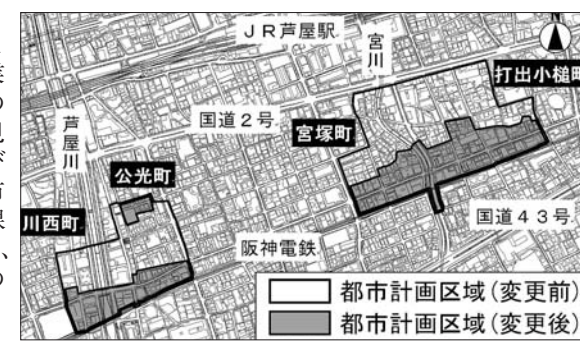 JR芦屋駅
宮川
打出小槌町
芦屋川
国道2号
宮塚町
公光町
川西町
国道43号
阪神電鉄
都市計画区域(変更前)
都市計画区域(変更後)